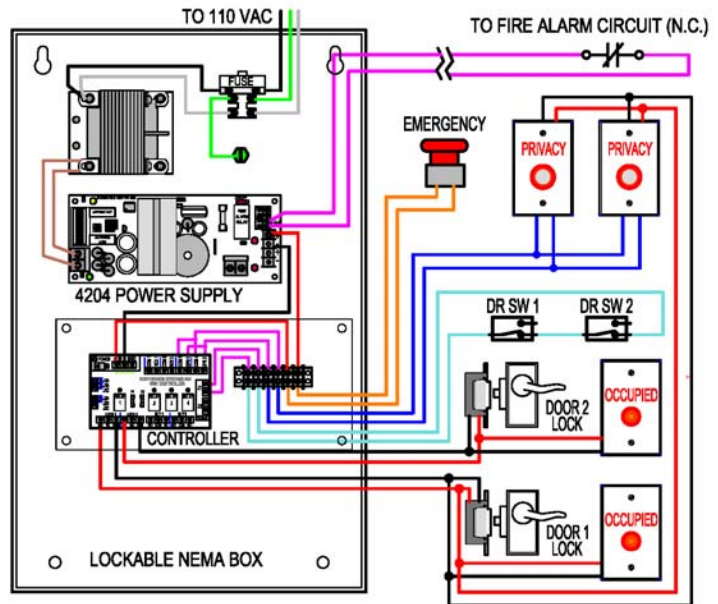 TO 110 VAC
TO FIRE ALARM CIRCUIT (N.C.)
FUSE
EMERGENCY
PRIVACY
PRIVACY
4204 POWER SUPPLY
DR SW 1
DR SW 2
DOOR 2
LOCK
OCCUPIED
CONTROLLER
DOOR 1
LOCK
OCCUPIED
LOCKABLE NEMA BOX